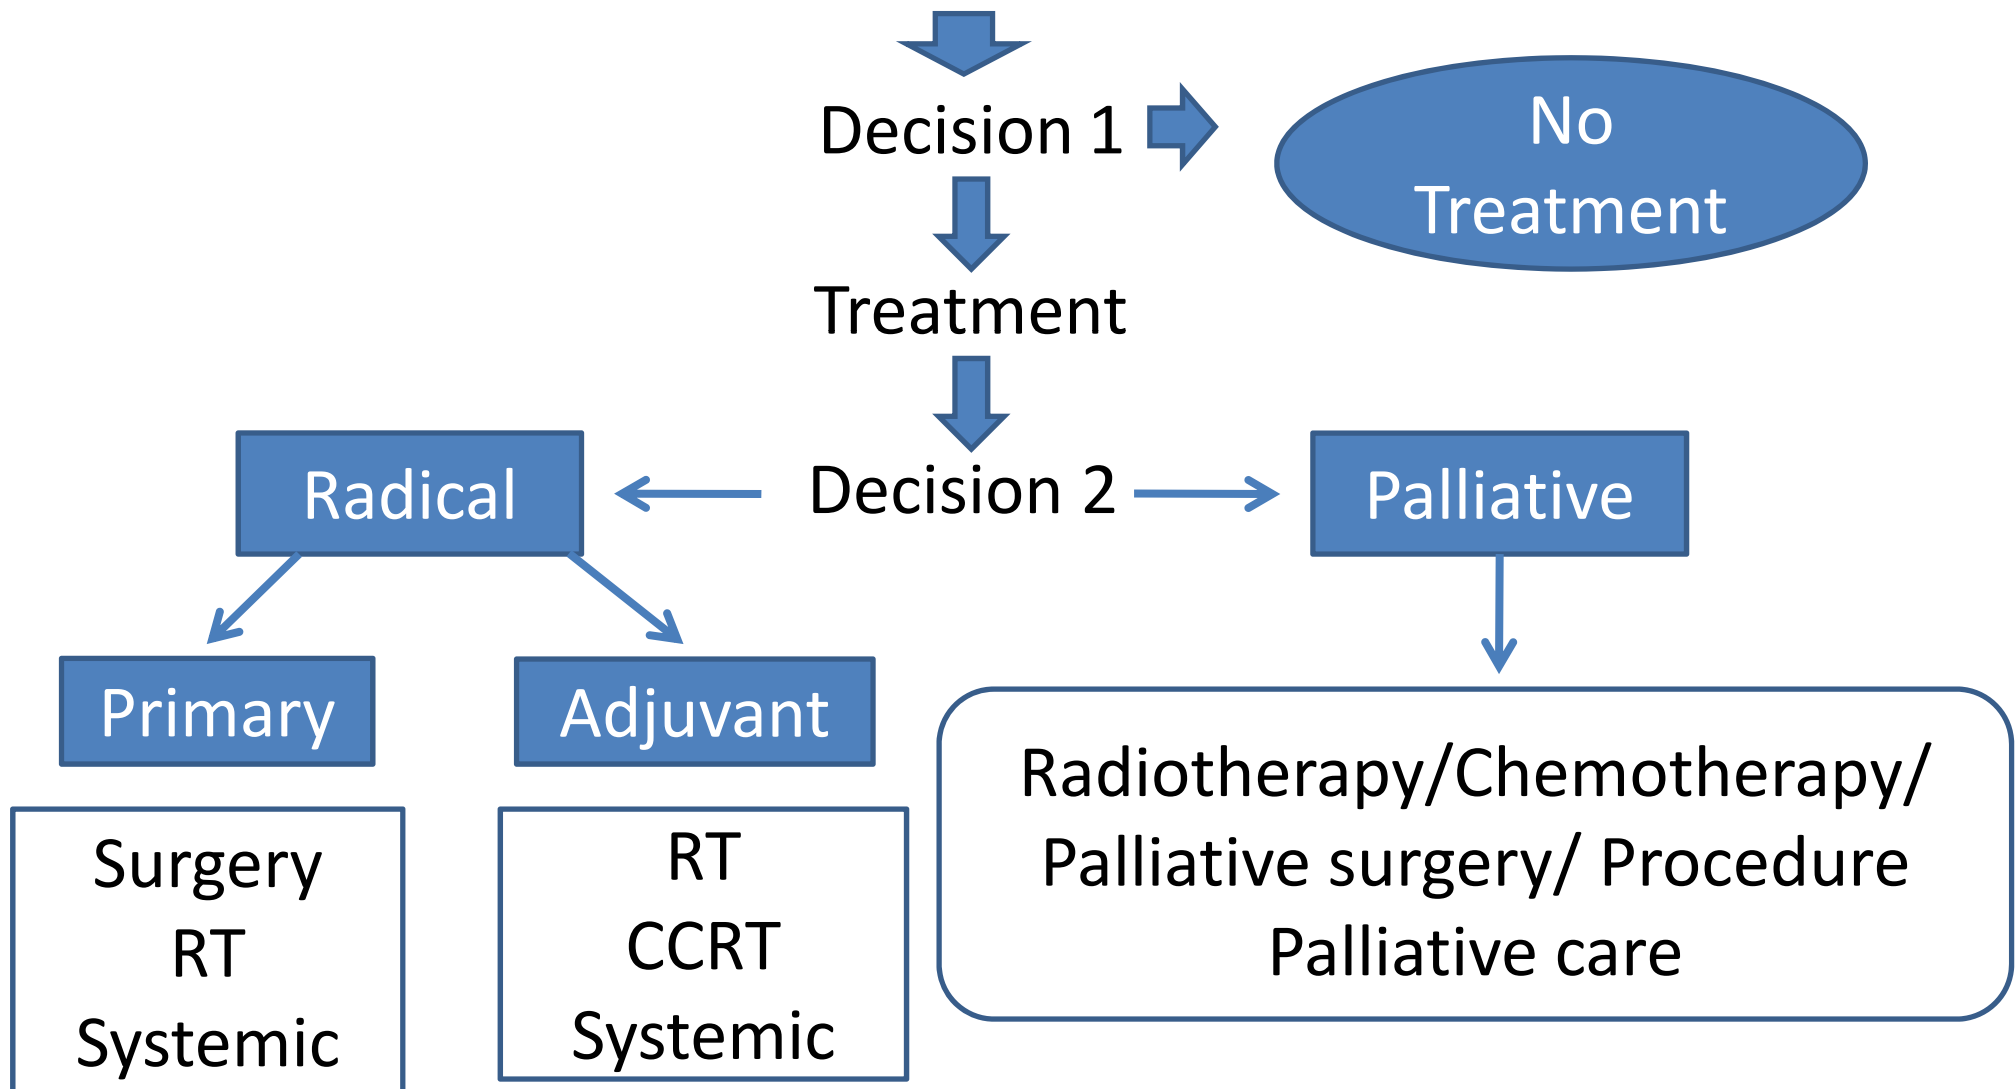 Decision 1
No
Treatment
Treatment
Radical
Decision 2
Palliative
Primary
Adjuvant
Surgery
RT
Systemic
RT
CCRT
Systemic
Radiotherapy/Chemotherapy/
Palliative surgery/ Procedure
Palliative care